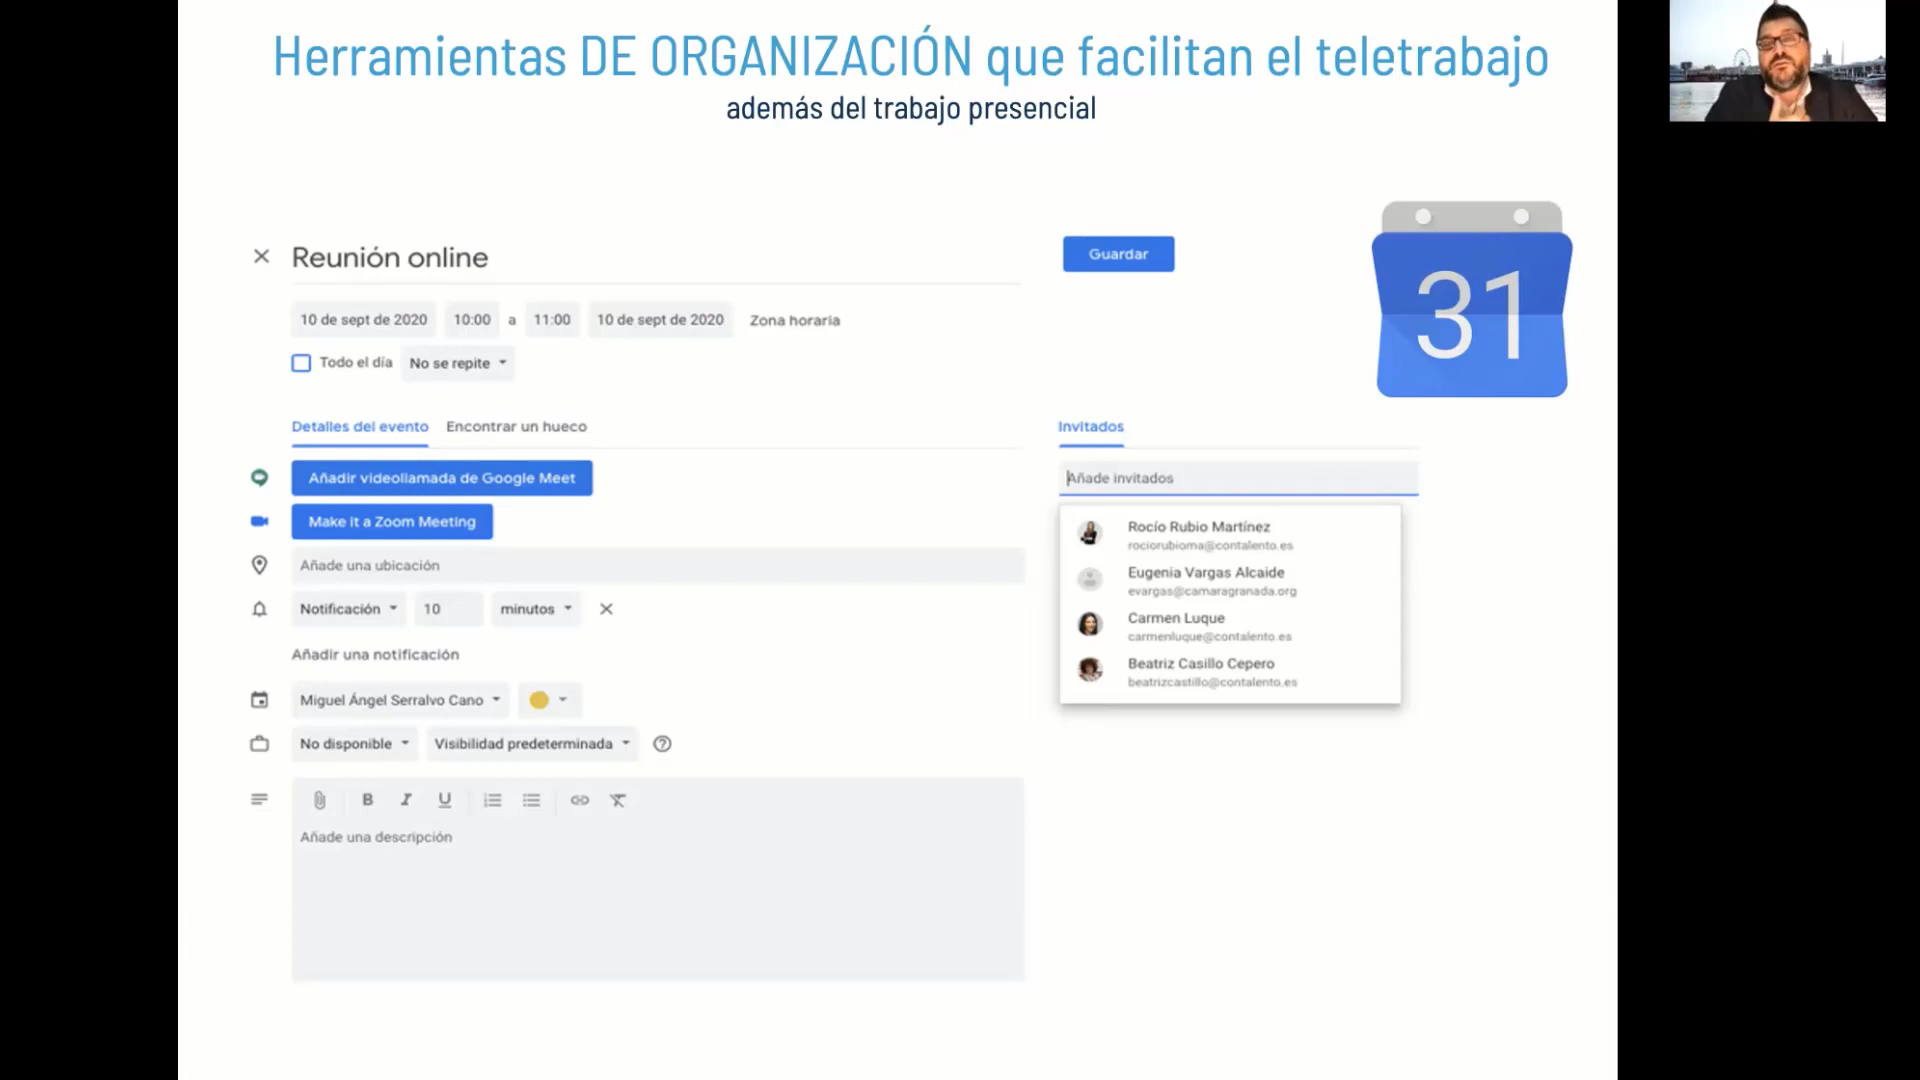 Herramientas DE ORGANIZACIÓN que facilitan el teletrabajo
además del trabajo presencial
Reunión online
Guardar
31
10 de sept de 2020 10:00 a 11:00 10 de sept de 2020 Zona horaria
Todo el día No se repite
Detalles del evento Encontrar un hueco
Invitados
Añadir videollamada de Google Meet
Añade invitados
Make it a Zoom Meeting
Rocío Rubio Martínez
rociorubioma@contalento.es
Añade una ubicación
Eugenia Vargas Alcaide
evargas@camaragranada.org
Notificación 10 minutos
Carmen Luque
carmenluque@contalento.es
Añadir una notificación
Beatriz Casillo Cepero
beatrizcastillo@contalento.es
Miguel Ángel Serralvo Cano
No disponible Visibilidad predeterminada
B I U
Añade una descripción